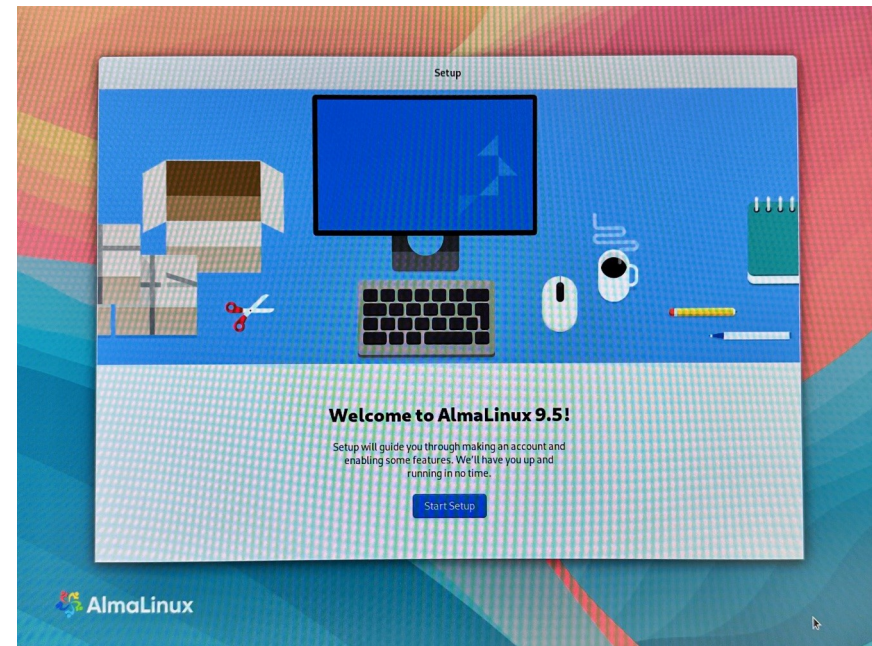 Setup
Welcome to AlmaLinux 9.5!
Setup will guide you through making an account and
enabling some features. We'll have you up and
running in no time.
Start Setup
AlmaLinux